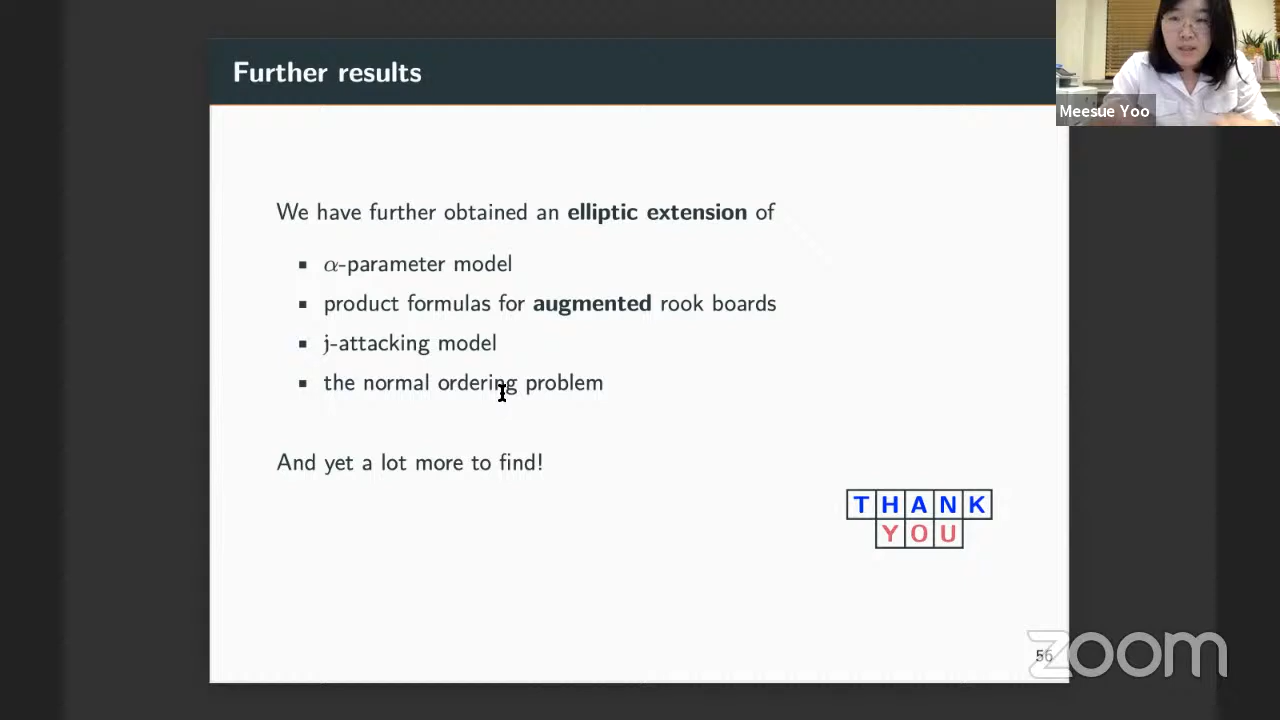 Further results
Meesue Yoo
We have further obtained an elliptic extension of
▪ α-parameter model
▪ product formulas for augmented rook boards
▪ j-attacking model
▪ the normal ordering problem
And yet a lot more to find!
THANK
YOU
56
zoom